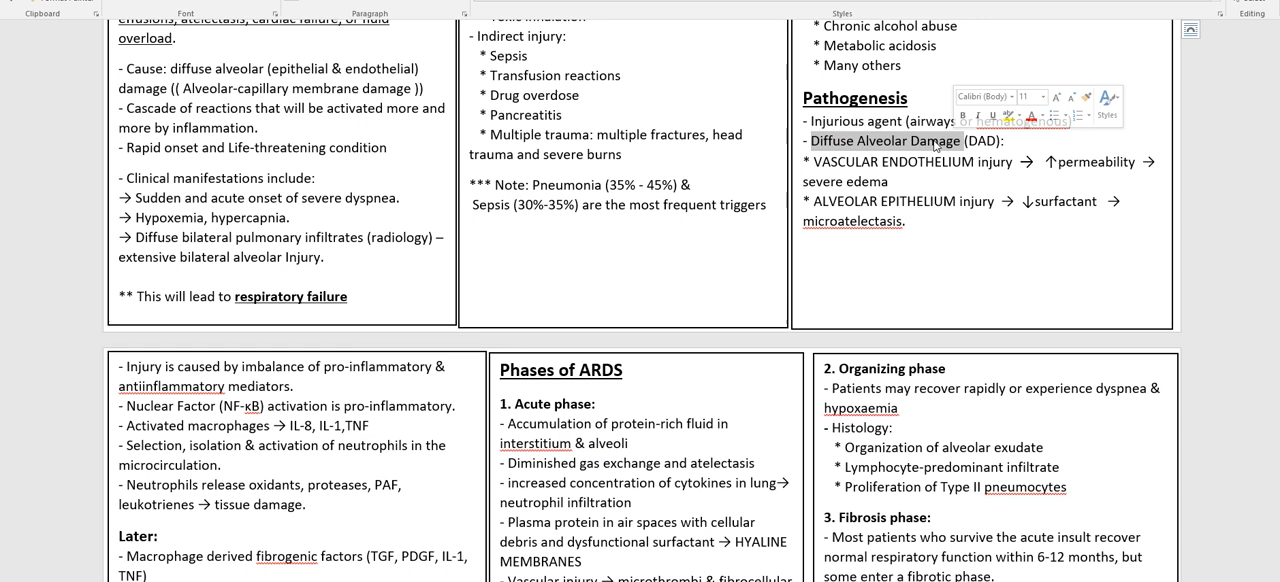 Clipboard
Font
Paragraph
Styles
Editing
effusions, atelectasis, cardiac failure, or fluid
overload.
- Cause: diffuse alveolar (epithelial & endothelial)
damage (( Alveolar-capillary membrane damage ))
- Cascade of reactions that will be activated more and
more by inflammation.
- Rapid onset and Life-threatening condition
- Clinical manifestations include:
→ Sudden and acute onset of severe dyspnea.
→ Hypoxemia, hypercapnia.
→ Diffuse bilateral pulmonary infiltrates (radiology) –
extensive bilateral alveolar Injury.
** This will lead to respiratory failure
* Toxic inhalation
- Indirect injury:
* Sepsis
* Transfusion reactions
* Drug overdose
* Pancreatitis
* Multiple trauma: multiple fractures, head
trauma and severe burns
*** Note: Pneumonia (35% - 45%) &
Sepsis (30%-35%) are the most frequent triggers
* Chronic alcohol abuse
* Metabolic acidosis
* Many others
Pathogenesis
Calibri (Body) 11
B I U ab A Styles
- Injurious agent (airways or hematogenous)
- Diffuse Alveolar Damage (DAD):
* VASCULAR ENDOTHELIUM injury → ↑permeability →
severe edema
* ALVEOLAR EPITHELIUM injury → ↓surfactant →
microatelectasis.
- Injury is caused by imbalance of pro-inflammatory &
antiinflammatory mediators.
- Nuclear Factor (NF-κB) activation is pro-inflammatory.
- Activated macrophages → IL-8, IL-1,TNF
- Selection, isolation & activation of neutrophils in the
microcirculation.
- Neutrophils release oxidants, proteases, PAF,
leukotrienes → tissue damage.
Later:
- Macrophage derived fibrogenic factors (TGF, PDGF, IL-1,
TNF)
Phases of ARDS
1. Acute phase:
- Accumulation of protein-rich fluid in
interstitium & alveoli
- Diminished gas exchange and atelectasis
- increased concentration of cytokines in lung→
neutrophil infiltration
- Plasma protein in air spaces with cellular
debris and dysfunctional surfactant → HYALINE
MEMBRANES
- Vascular injury → microthrombi & fibrocellular
2. Organizing phase
- Patients may recover rapidly or experience dyspnea &
hypoxaemia
- Histology:
* Organization of alveolar exudate
* Lymphocyte-predominant infiltrate
* Proliferation of Type II pneumocytes
3. Fibrosis phase:
- Most patients who survive the acute insult recover
normal respiratory function within 6-12 months, but
some enter a fibrotic phase.